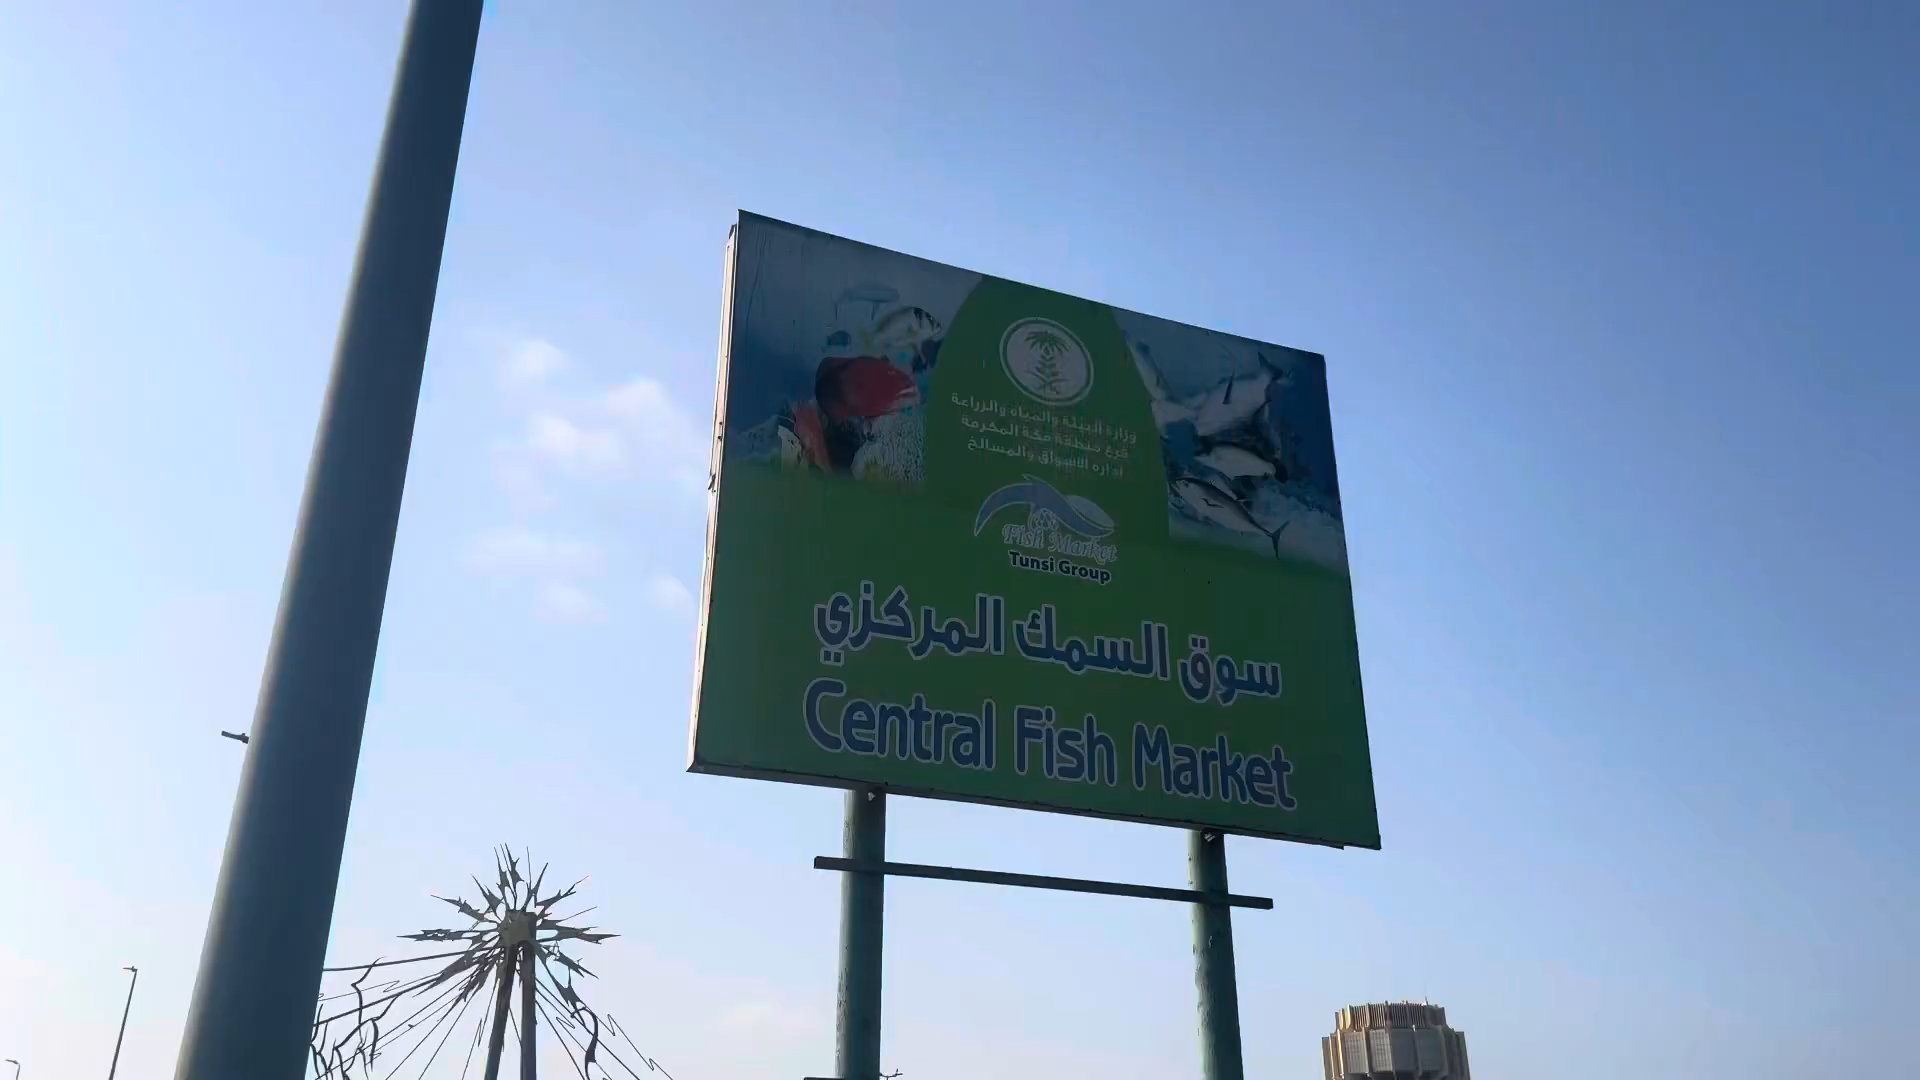 وزارة البيئة والمياه والزراعة
فرع منطقة مكة المكرمة
إدارة الأسواق والمسالخ
Fish Market
Tunsi Group
سوق السمك المركزي
Central Fish Market